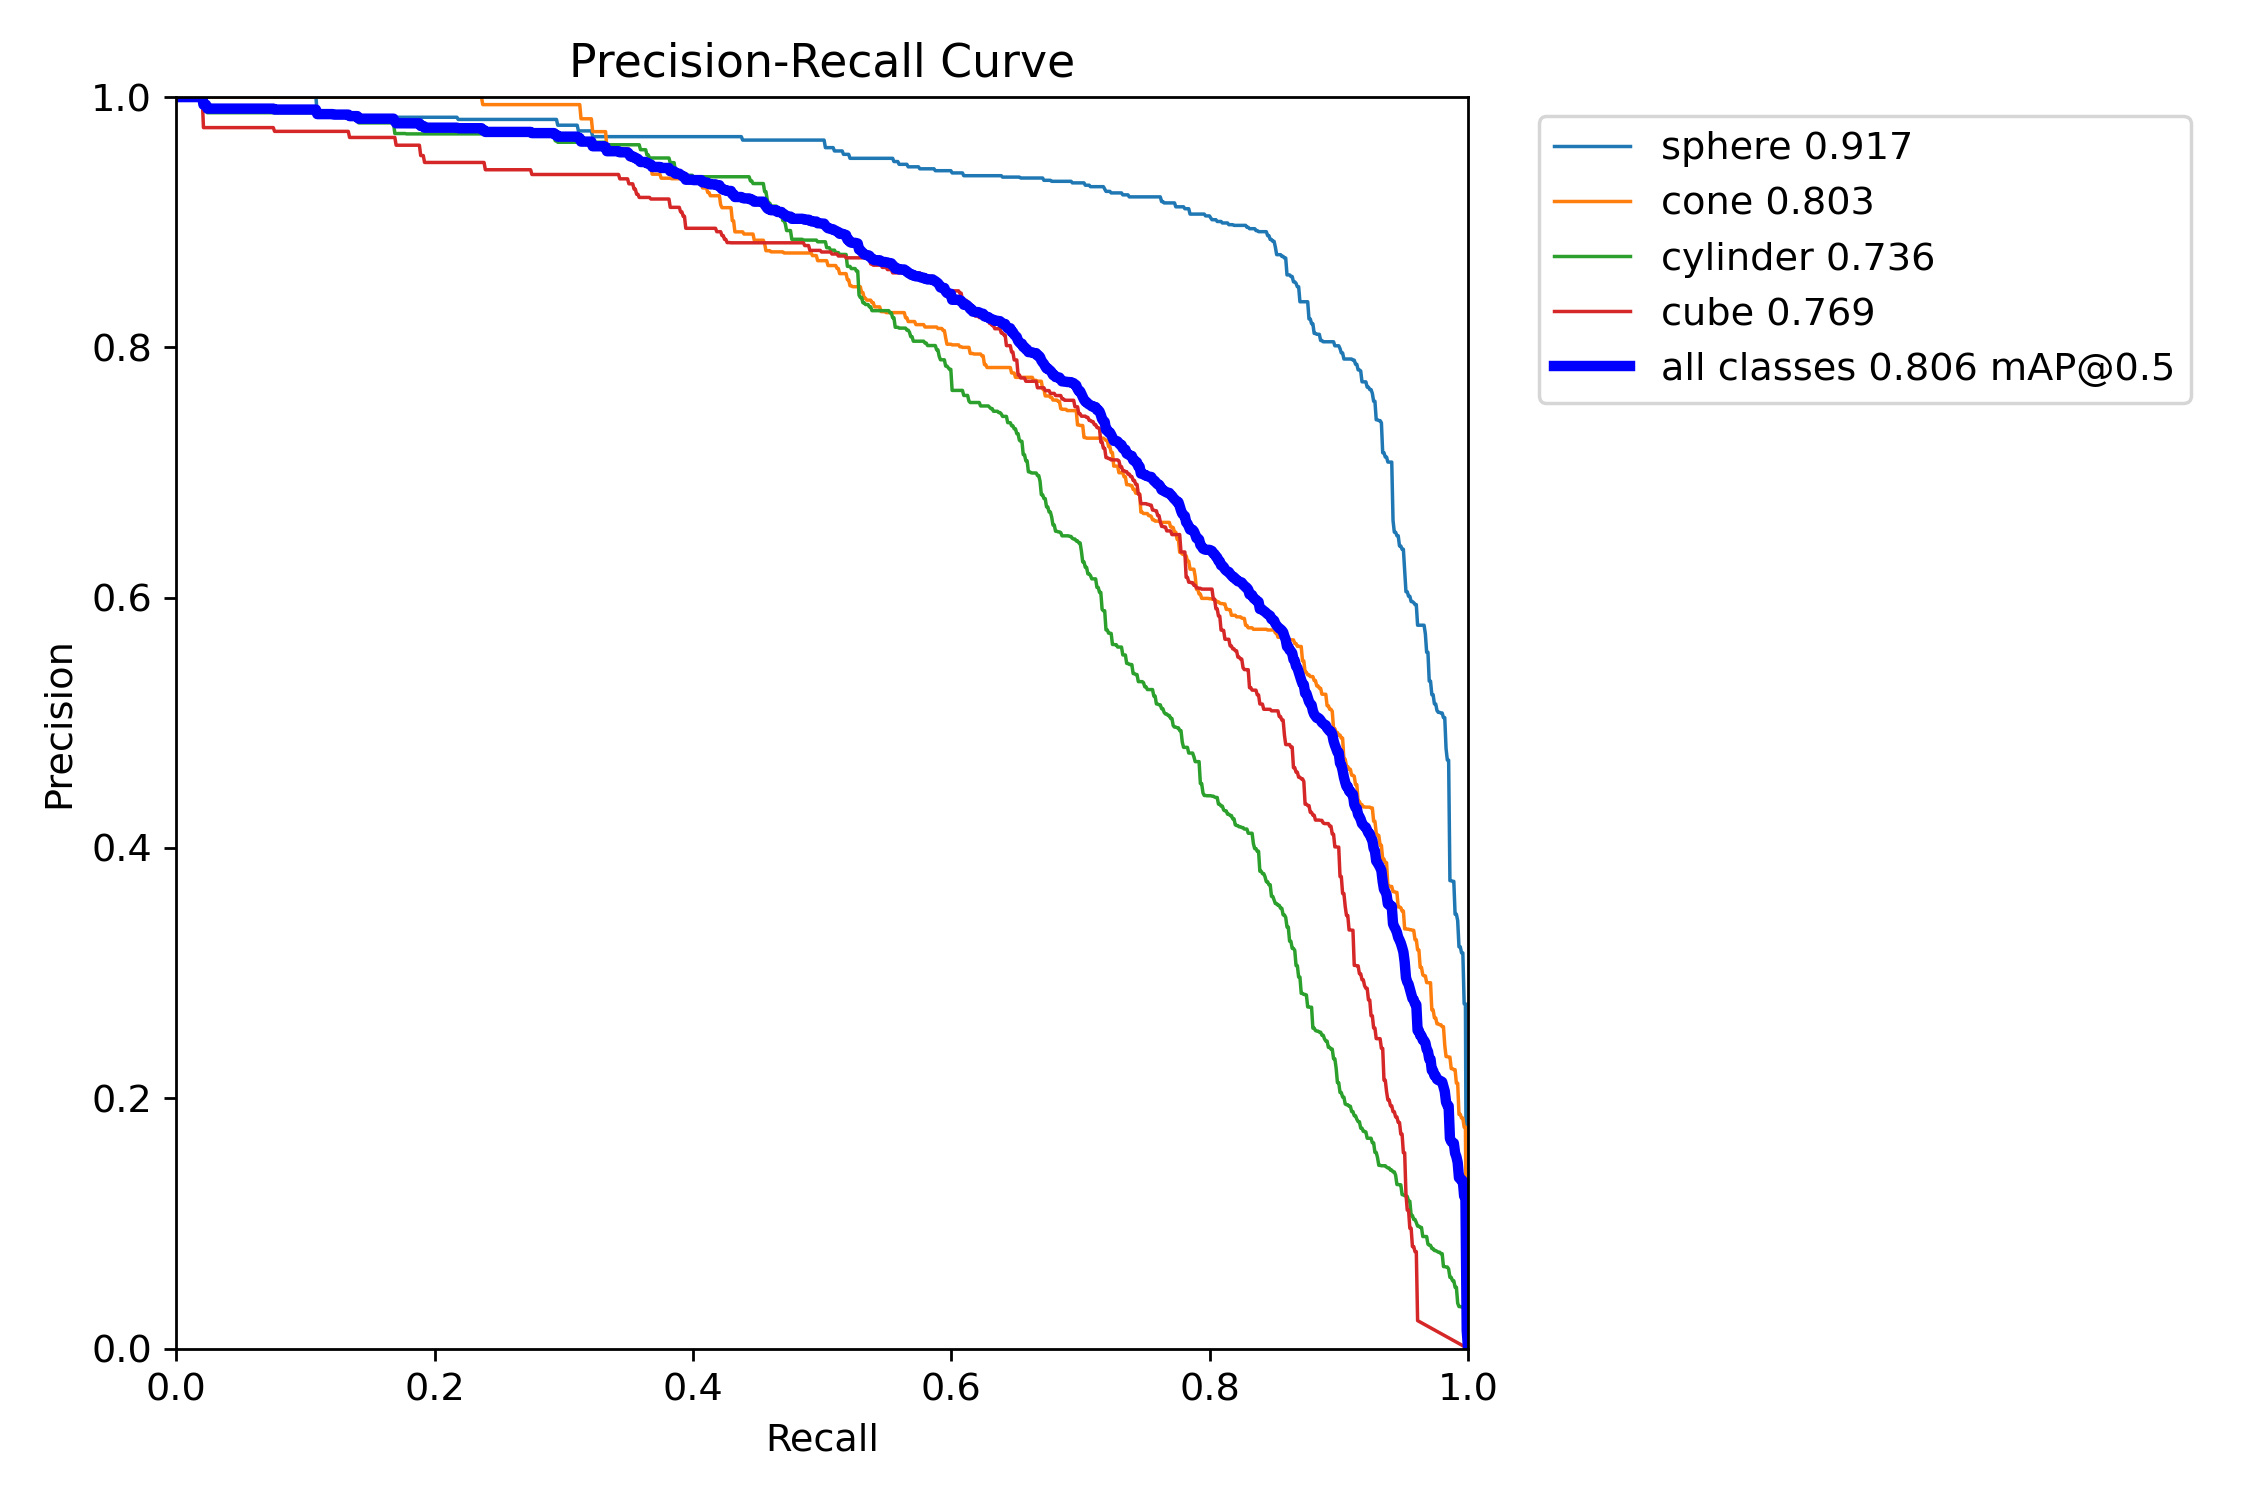 Precision-Recall Curve
1.0
0.8
0.6
0.4
0.2
0.0
Precision
0.0 0.2 0.4 0.6 0.8 1.0
Recall
sphere 0.917
cone 0.803
cylinder 0.736
cube 0.769
all classes 0.806 mAP@0.5